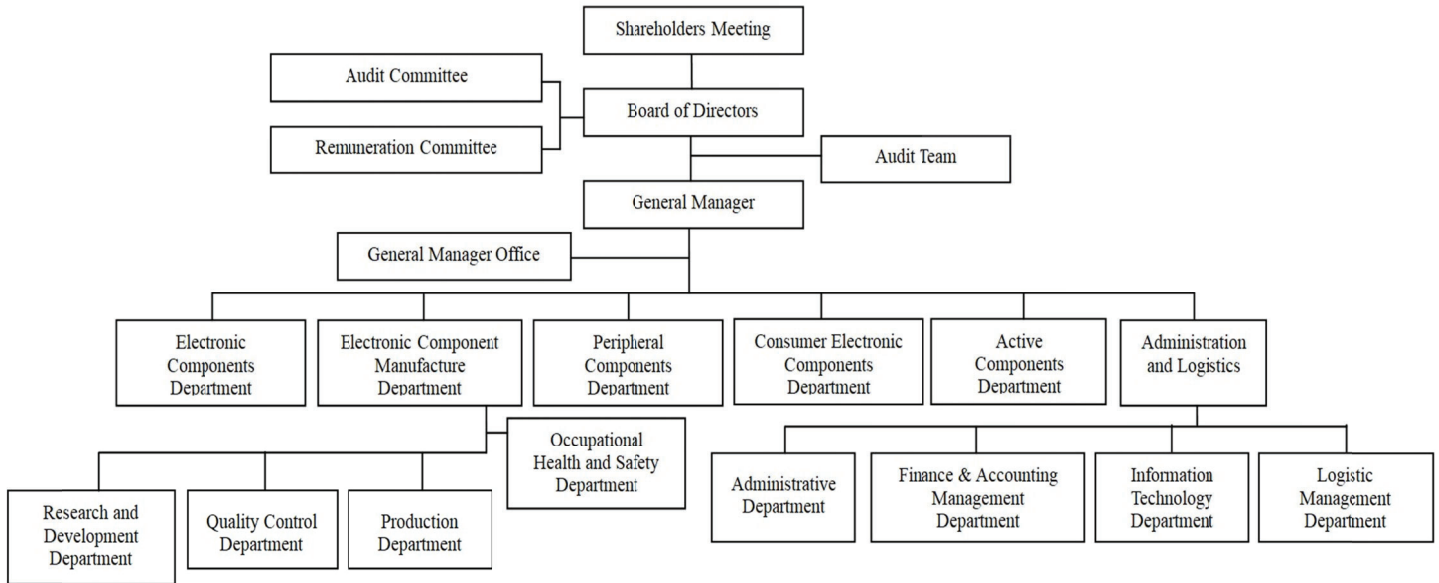 Shareholders Meeting
Audit Committee
Board of Directors
Remuneration Committee
Audit Team
General Manager
General Manager Office
Electronic
Components
Department
Electronic Component
Manufacture
Department
Peripheral
Components
Department
Consumer Electronic
Components
Department
Active
Components
Department
Administration
and Logistics
Occupational
Health and Safety
Department
Research and
Development
Department
Quality Control
Department
Production
Department
Administrative
Department
Finance & Accounting
Management
Department
Information
Technology
Department
Logistic
Management
Department